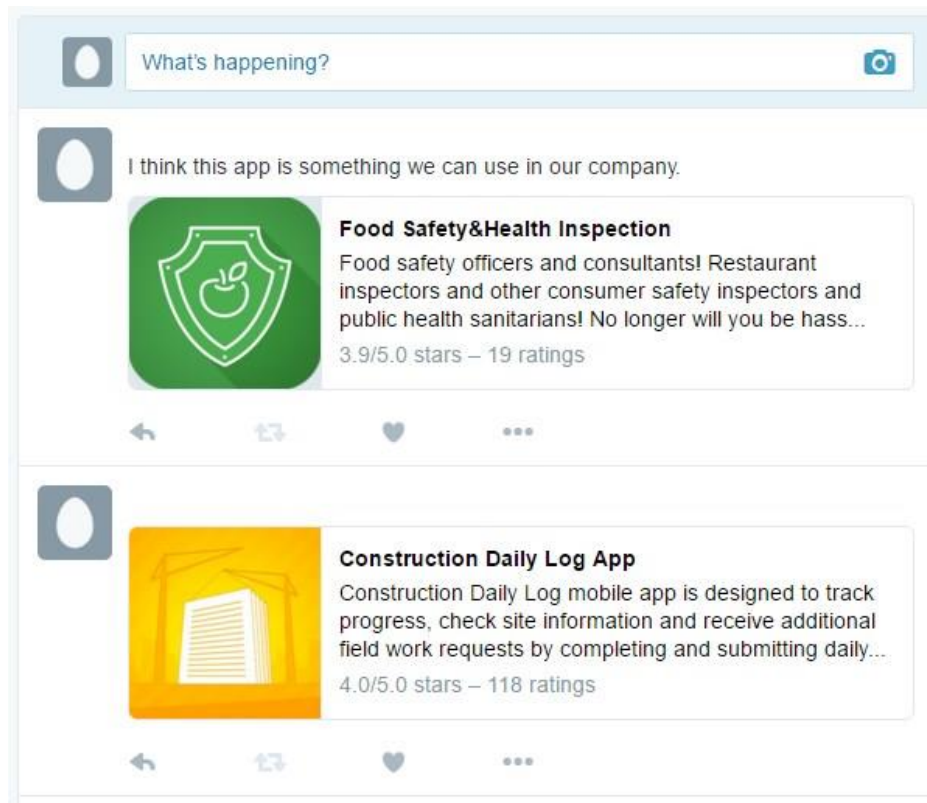 What's happening?
I think this app is something we can use in our company.
Food Safety&Health Inspection
Food safety officers and consultants! Restaurant
inspectors and other consumer safety inspectors and
public health sanitarians! No longer will you be hass...
3.9/5.0 stars – 19 ratings
Construction Daily Log App
Construction Daily Log mobile app is designed to track
progress, check site information and receive additional
field work requests by completing and submitting daily...
4.0/5.0 stars – 118 ratings